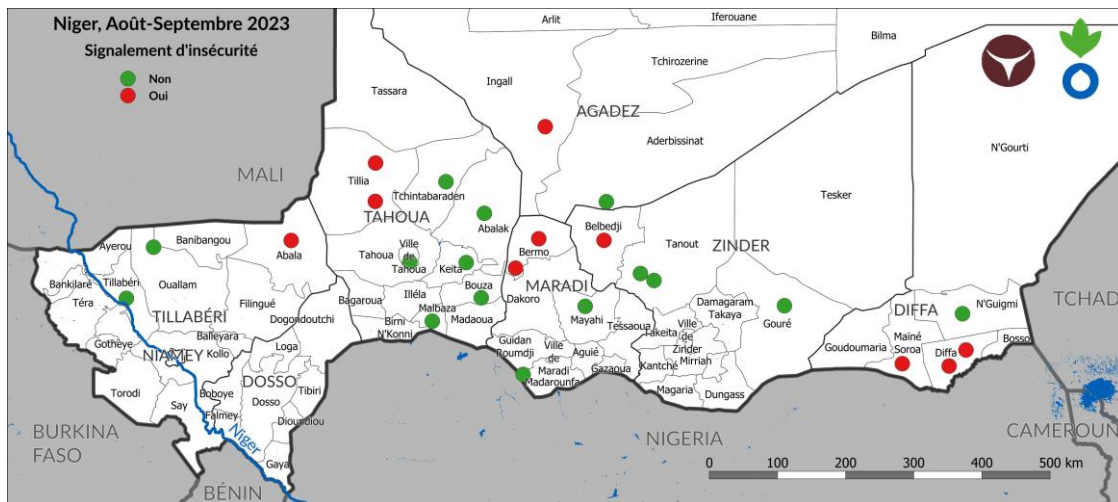 Niger, Août-Septembre 2023
Signalement d'insécurité
Non
Oui
Arlit
Iferouane
Bilma
Ingall
Tchirozerine
Tassara
AGADEZ
Aderbissinat
N'Gourti
MALI
Tillia
Tchintabaraden
Tesker
TAHOUA
Abalak
Belbedji
Ayerou
Banibangou
Abala
Tahoua
Ville
de
Tahoua
Keita
Bermo
Tanout
ZINDER
Bankilaré
Tillabéri
Ouallam
Téra
Filingué
Bagaroua
Illéla
Bouza
Dakoro
MARADI
Damagaram
Takaya
DIFFA
N'Guigmi
TCHAD
TILLABÉRI
Dogondoutchi
Malbaza
Madaoua
Mayahi
Tessaoua
Takeita
Ville
de
Zinder
Gouré
Goudoumaria
Mainé
Soroa
Diffa
Bosso
Gotheye
Balleyara
Birni
N'Konni
Guidan
Roumdji
Ville
de
Maradi
Aguié
Mirriah
NIAMEY
Kollo
Loga
Madarounfa
Gazaoua
Kantché
Torodi
Say
Boboye
DOSSO
Tibiri
Magaria
Dungass
Dosso
Falmey
Dioundiou
BURKINA
FASO
Niger
Gaya
NIGERIA
CAMEROUN
BÉNIN
0 100 200 300 400 500 km